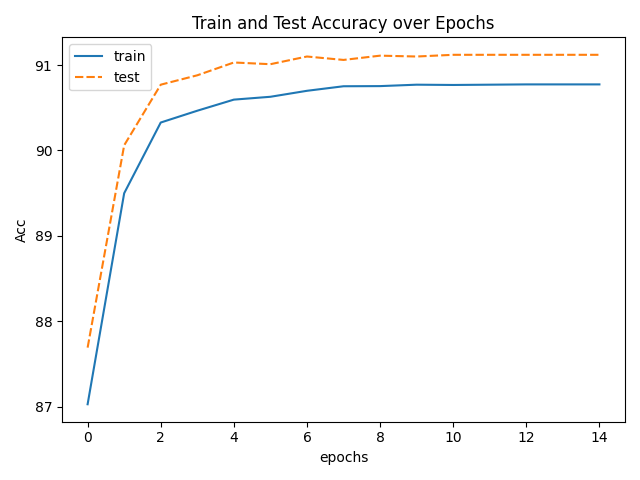 Train and Test Accuracy over Epochs
train
test
Acc
91
90
89
88
87
0 2 4 6 8 10 12 14
epochs